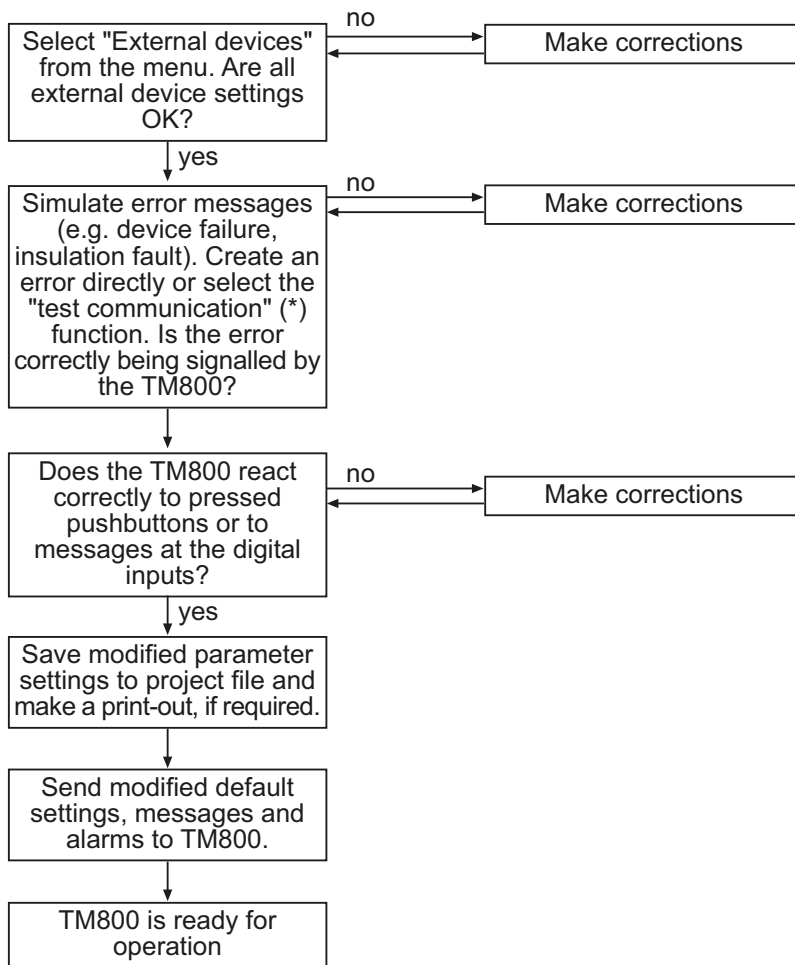 no
Select "External devices"
from the menu. Are all
external device settings
OK?
Make corrections
yes
no
Simulate error messages
(e.g. device failure,
insulation fault). Create an
error directly or select the
"test communication" (*)
function. Is the error
correctly being signalled by
the TM800?
Make corrections
Does the TM800 react
correctly to pressed
pushbuttons or to
messages at the digital
inputs?
no
Make corrections
yes
Save modified parameter
settings to project file and
make a print-out, if required.
Send modified default
settings, messages and
alarms to TM800.
TM800 is ready for
operation